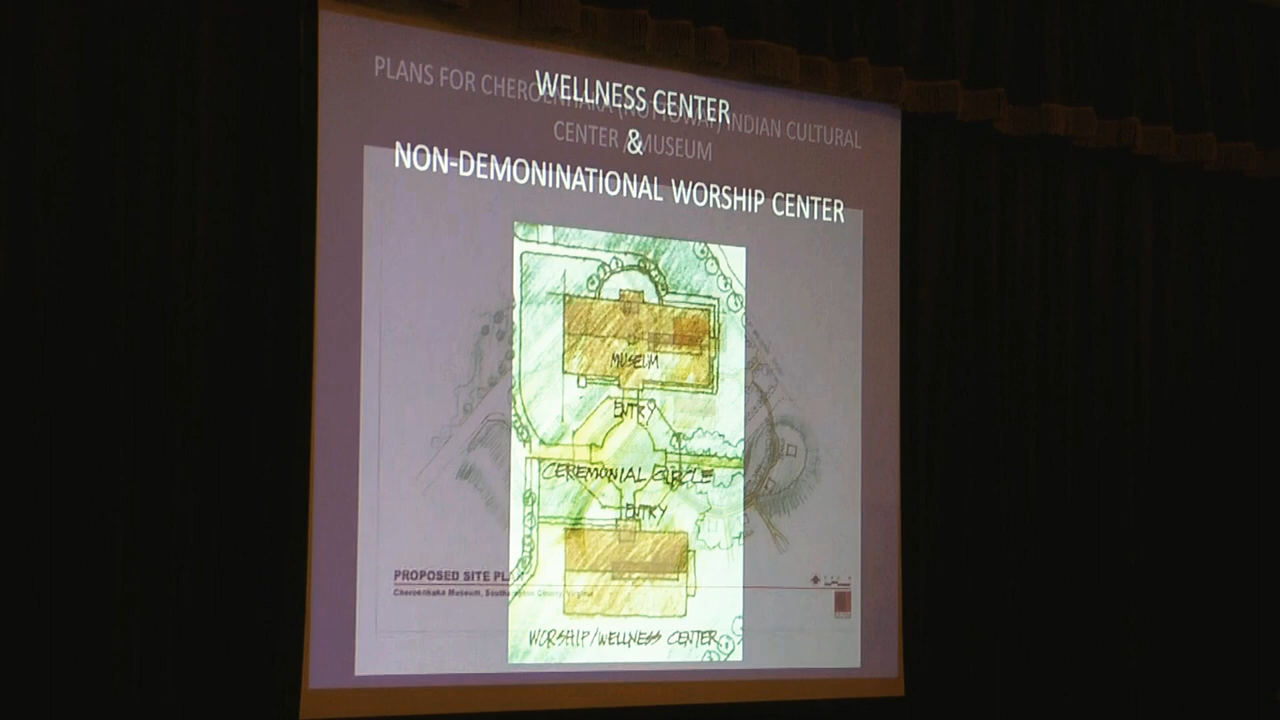 WELLNESS CENTER
PLANS FOR CHEROENHAKA (NOTTOWAY) INDIAN CULTURAL
&
CENTER / MUSEUM
NON-DEMONINATIONAL WORSHIP CENTER
MUSEUM
ENTRY
CEREMONIAL CIRCLE
ENTRY
PROPOSED SITE PLAN
Cheroenhaka Museum, Southampton County, Virginia
WORSHIP/WELLNESS CENTER